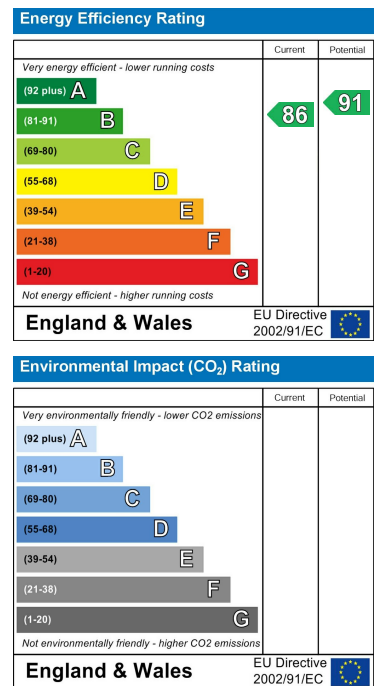 Energy Efficiency Rating
Current Potential
Very energy efficient - lower running costs
(92 plus) A
(81-91) B
86
91
(69-80) C
(55-68) D
(39-54) E
(21-38) F
(1-20) G
Not energy efficient - higher running costs
England & Wales
EU Directive
2002/91/EC
Environmental Impact (CO₂) Rating
Current Potential
Very environmentally friendly - lower CO2 emissions
(92 plus) A
(81-91) B
(69-80) C
(55-68) D
(39-54) E
(21-38) F
(1-20) G
Not environmentally friendly - higher CO2 emissions
England & Wales
EU Directive
2002/91/EC